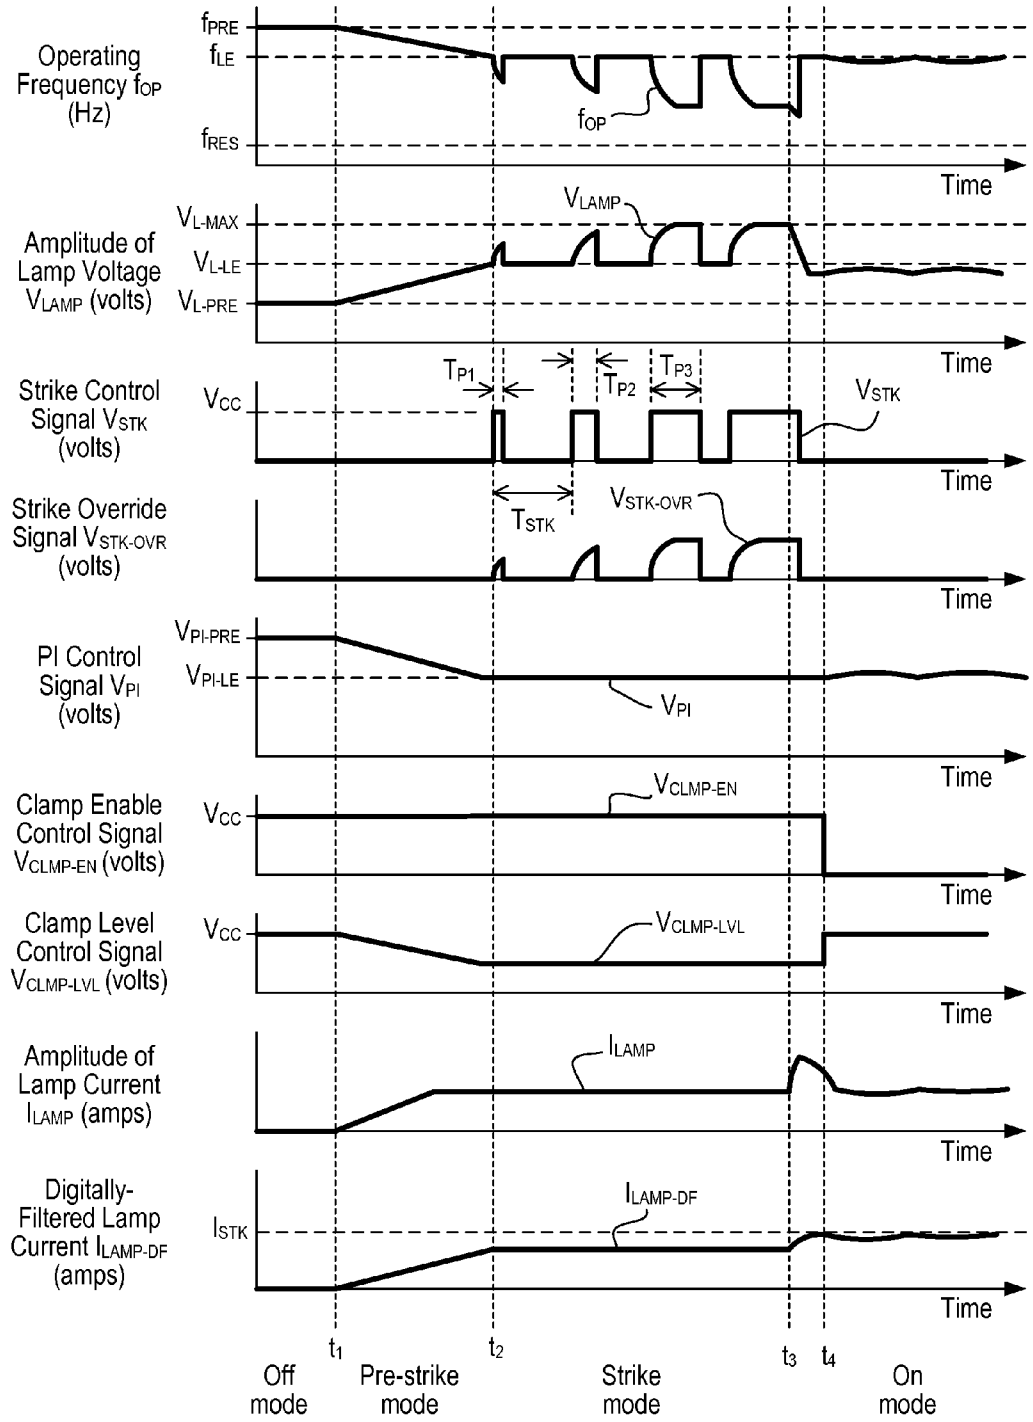 Operating
Frequency fOP
(Hz)
fPRE
fLE
fOP
fRES
Time
Amplitude of
Lamp Voltage
VLAMP (volts)
VL-MAX
VLAMP
VL-LE
VL-PRE
Time
Strike Control
Signal VSTK
(volts)
VCC
TP1
TP2
TP3
VSTK
Time
Strike Override
Signal VSTK-OVR
(volts)
TSTK
VSTK-OVR
Time
PI Control
Signal VPI
(volts)
VPI-PRE
VPI-LE
VPI
Time
Clamp Enable
Control Signal
VCLMP-EN (volts)
VCC
VCLMP-EN
Time
Clamp Level
Control Signal
VCLMP-LVL (volts)
VCC
VCLMP-LVL
Time
Amplitude of
Lamp Current
ILAMP (amps)
ILAMP
Time
Digitally-
Filtered Lamp
Current ILAMP-DF
(amps)
ISTK
ILAMP-DF
Time
t1
t2
t3
t4
Off
mode
Pre-strike
mode
Strike
mode
On
mode